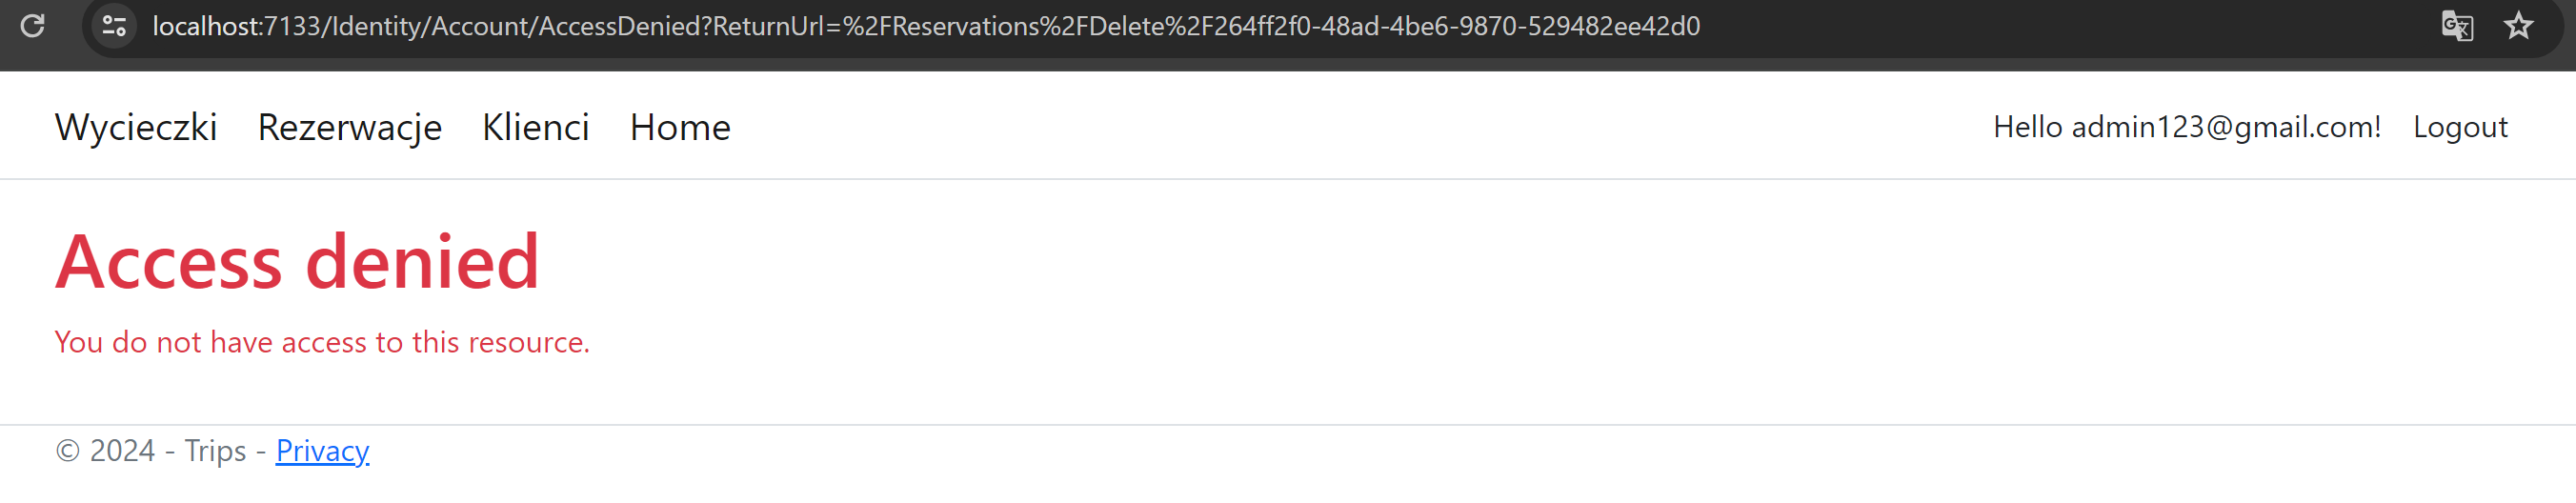 localhost:7133/Identity/Account/AccessDenied?ReturnUrl=%2FReservations%2FDelete%2F264ff2f0-48ad-4be6-9870-529482ee42d0
Wycieczki Rezerwacje Klienci Home Hello admin123@gmail.com! Logout
Access denied
You do not have access to this resource.
© 2024 - Trips - Privacy